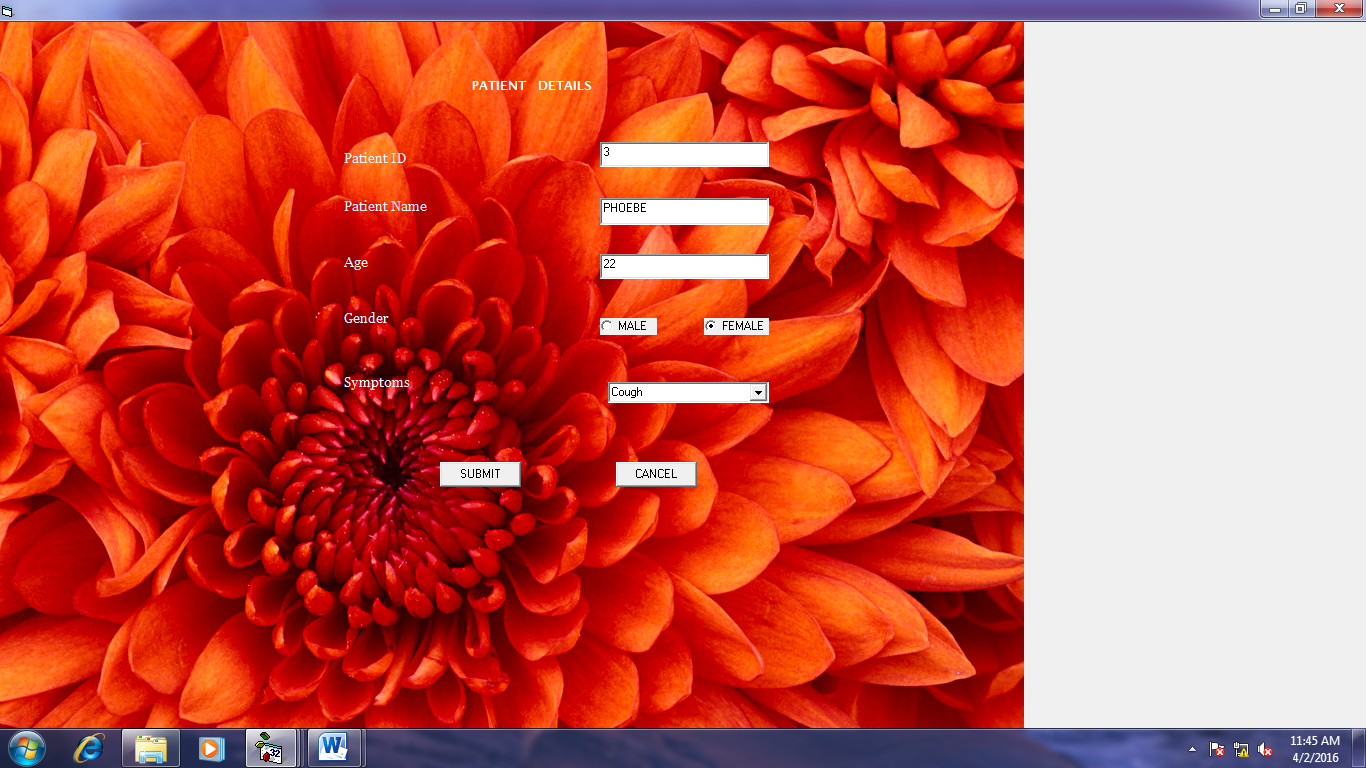 PATIENT DETAILS
Patient ID 3
Patient Name PHOEBE
Age 22
Gender MALE FEMALE
Symptoms Cough
SUBMIT CANCEL
32
W
11:45 AM
4/2/2016